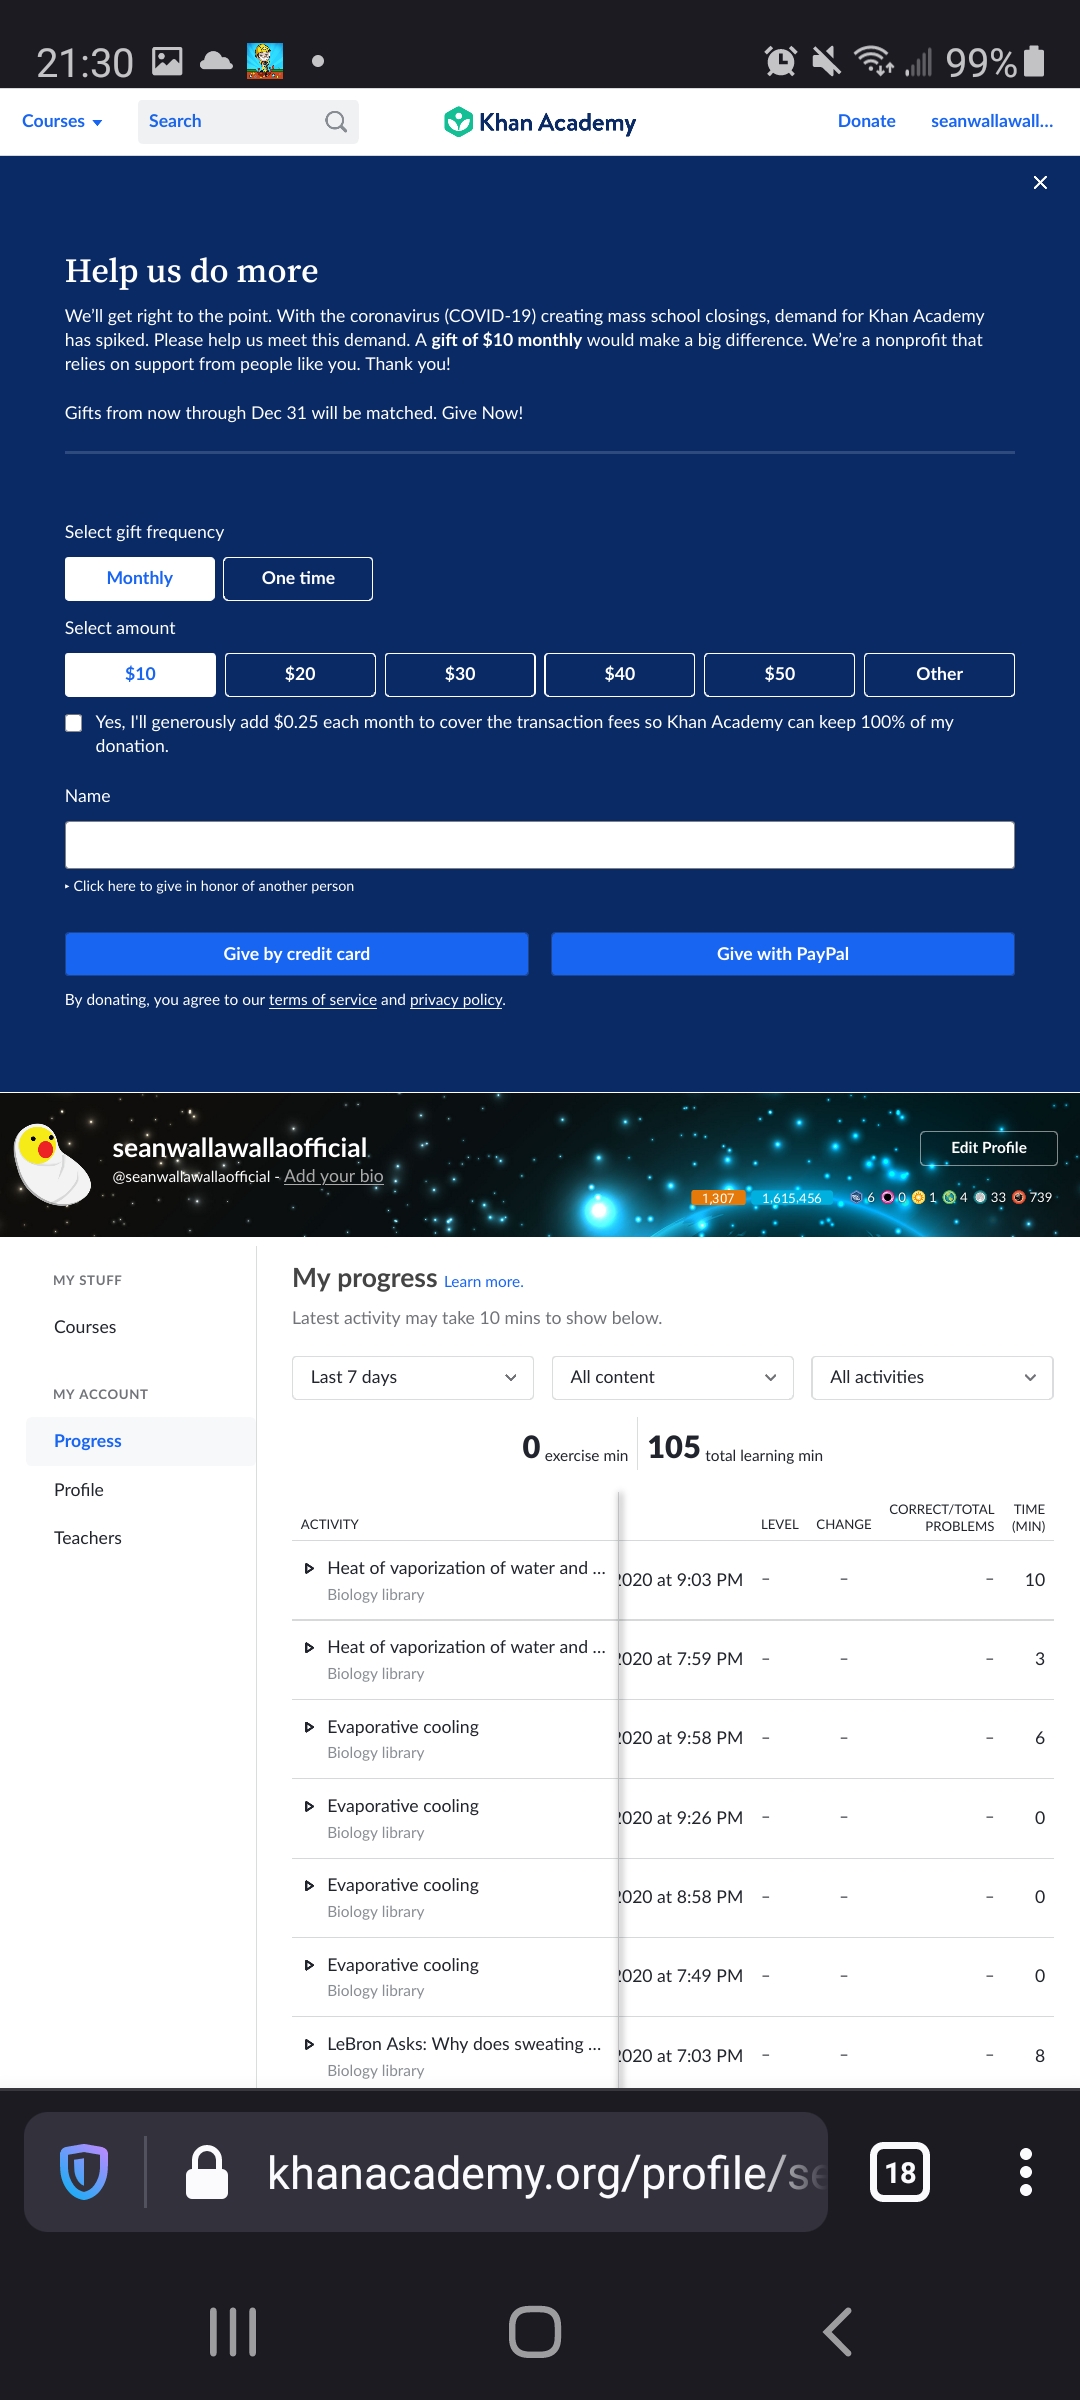 21:30 99%
Courses Search Khan Academy Donate seanwallawall...
Help us do more
We'll get right to the point. With the coronavirus (COVID-19) creating mass school closings, demand for Khan Academy
has spiked. Please help us meet this demand. A gift of $10 monthly would make a big difference. We're a nonprofit that
relies on support from people like you. Thank you!
Gifts from now through Dec 31 will be matched. Give Now!
Select gift frequency
Monthly One time
Select amount
$10 $20 $30 $40 $50 Other
Yes, I'll generously add $0.25 each month to cover the transaction fees so Khan Academy can keep 100% of my
donation.
Name
Click here to give in honor of another person
Give by credit card Give with PayPal
By donating, you agree to our terms of service and privacy policy.
seanwallawallaofficial
@seanwallawallaofficial - Add your bio
Edit Profile
1,307 1,615,456 6 0 1 4 33 739
MY STUFF
Courses
MY ACCOUNT
Progress
Profile
Teachers
My progress Learn more.
Latest activity may take 10 mins to show below.
Last 7 days All content All activities
0 exercise min 105 total learning min
ACTIVITY LEVEL CHANGE CORRECT/TOTAL PROBLEMS TIME (MIN)
Heat of vaporization of water and ... 2020 at 9:03 PM – – – 10
Biology library
Heat of vaporization of water and ... 2020 at 7:59 PM – – – 3
Biology library
Evaporative cooling 2020 at 9:58 PM – – – 6
Biology library
Evaporative cooling 2020 at 9:26 PM – – – 0
Biology library
Evaporative cooling 2020 at 8:58 PM – – – 0
Biology library
Evaporative cooling 2020 at 7:49 PM – – – 0
Biology library
LeBron Asks: Why does sweating ... 2020 at 7:03 PM – – – 8
Biology library
khanacademy.org/profile/se 18